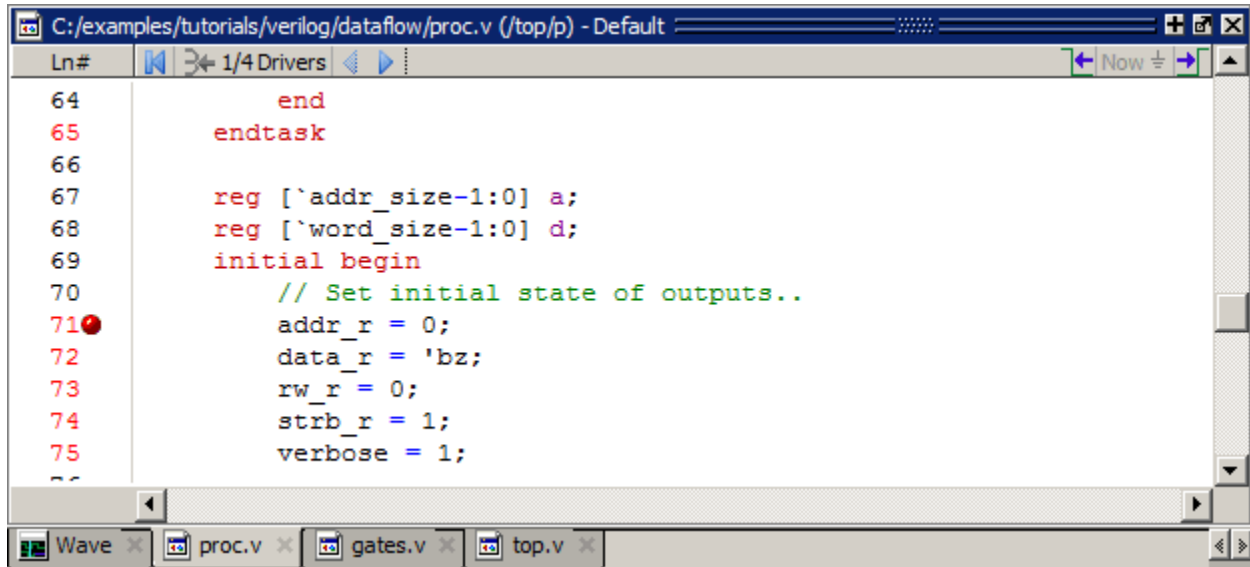 C:/examples/tutorials/verilog/dataflow/proc.v (/top/p) - Default
Ln# 1/4 Drivers Now
64 end
65 endtask
66
67 reg [`addr_size-1:0] a;
68 reg [`word_size-1:0] d;
69 initial begin
70 // Set initial state of outputs..
71 addr_r = 0;
72 data_r = 'bz;
73 rw_r = 0;
74 strb_r = 1;
75 verbose = 1;
Wave proc.v gates.v top.v